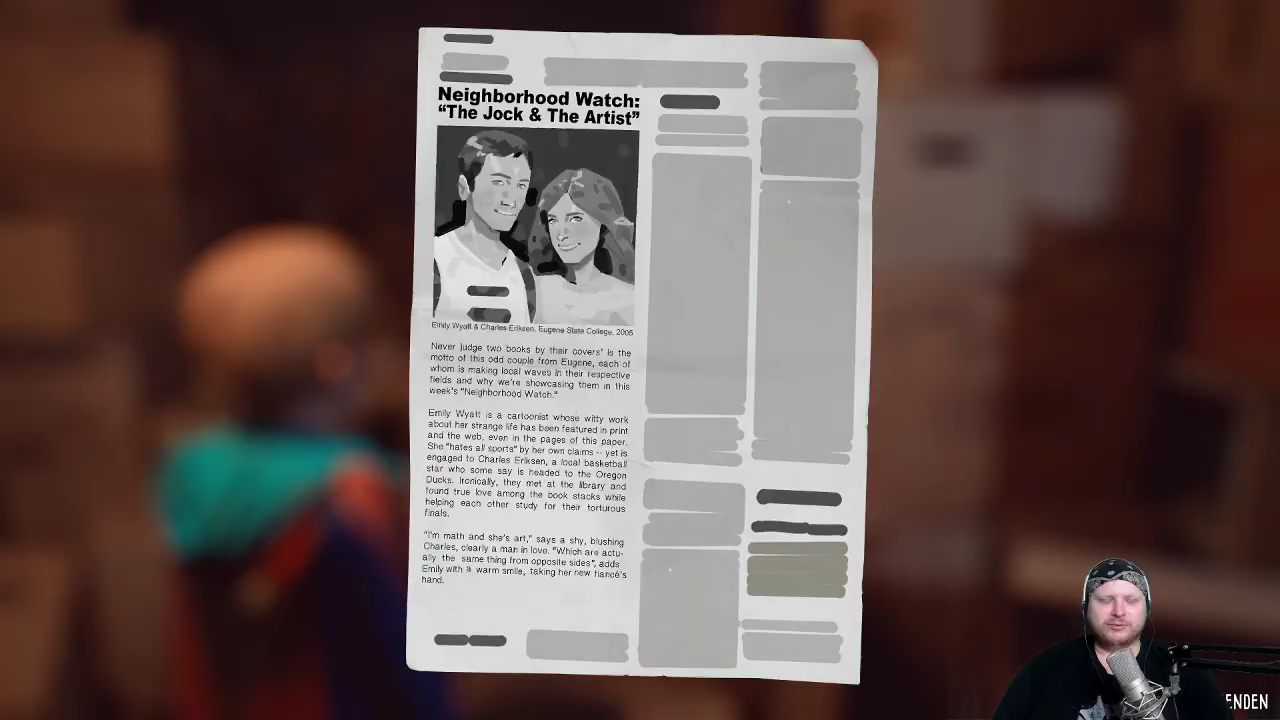 Neighborhood Watch:
“The Jock & The Artist”
Emily Wyatt & Charles Eriksen, Eugene State College, 2005
Never judge two books by their covers' is the
motto of this odd couple from Eugene, each of
whom is making local waves in their respective
fields and why we're showcasing them in this
week's "Neighborhood Watch."
Emily Wyatt is a cartoonist whose witty work
about her strange life has been featured in print
and the web, even in the pages of this paper.
She "hates all sports" by her own claims -- yet is
engaged to Charles Eriksen, a local basketball
star who some say is headed to the Oregon
Ducks. Ironically, they met at the library and
found true love among the book stacks while
helping each other study for their torturous
finals.
"I'm math and she's art," says a shy, blushing
Charles, clearly a man in love. "Which are actu-
ally the same thing from opposite sides", adds
Emily with a warm smile, taking her new fiancé's
hand.
ENDEN